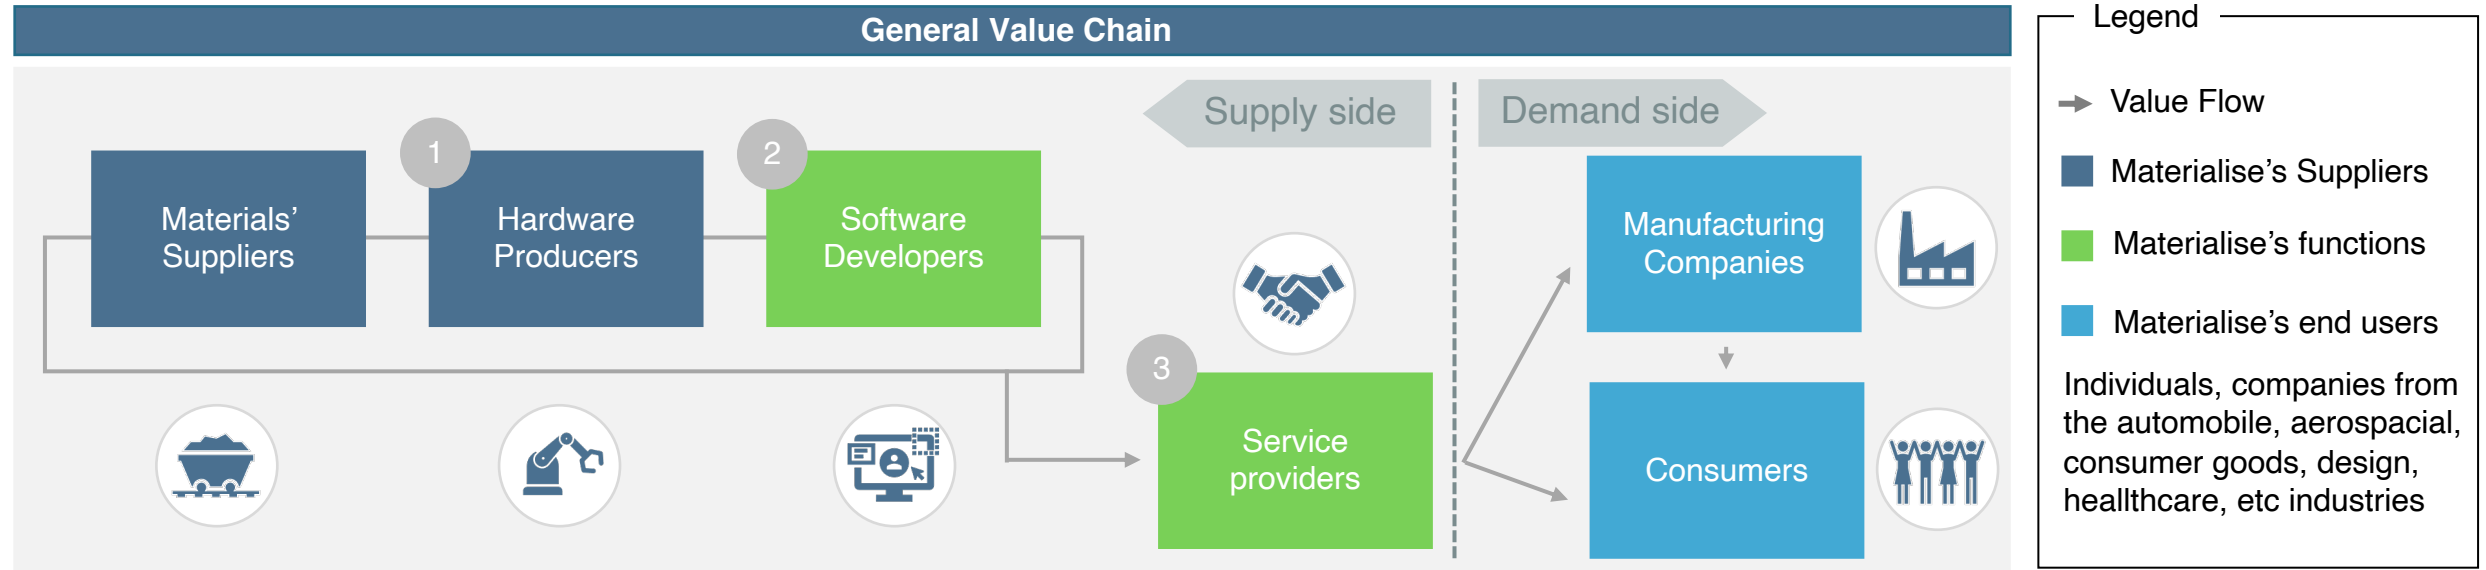 General Value Chain
Legend
Supply side
Demand side
1
2
Materials’
Suppliers
Hardware
Producers
Software
Developers
Manufacturing
Companies
3
Service
providers
Consumers
Value Flow
Materialise’s Suppliers
Materialise’s functions
Materialise’s end users
Individuals, companies from
the automobile, aerospacial,
consumer goods, design,
heallthcare, etc industries